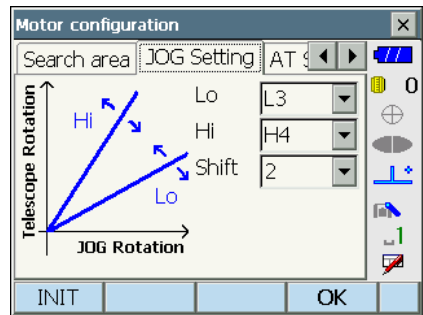 Motor configuration
Search area JOG Setting AT S
0
Telescope Rotation
Hi
Lo
JOG Rotation
Lo L3
Hi H4
Shift 2
1
INIT OK